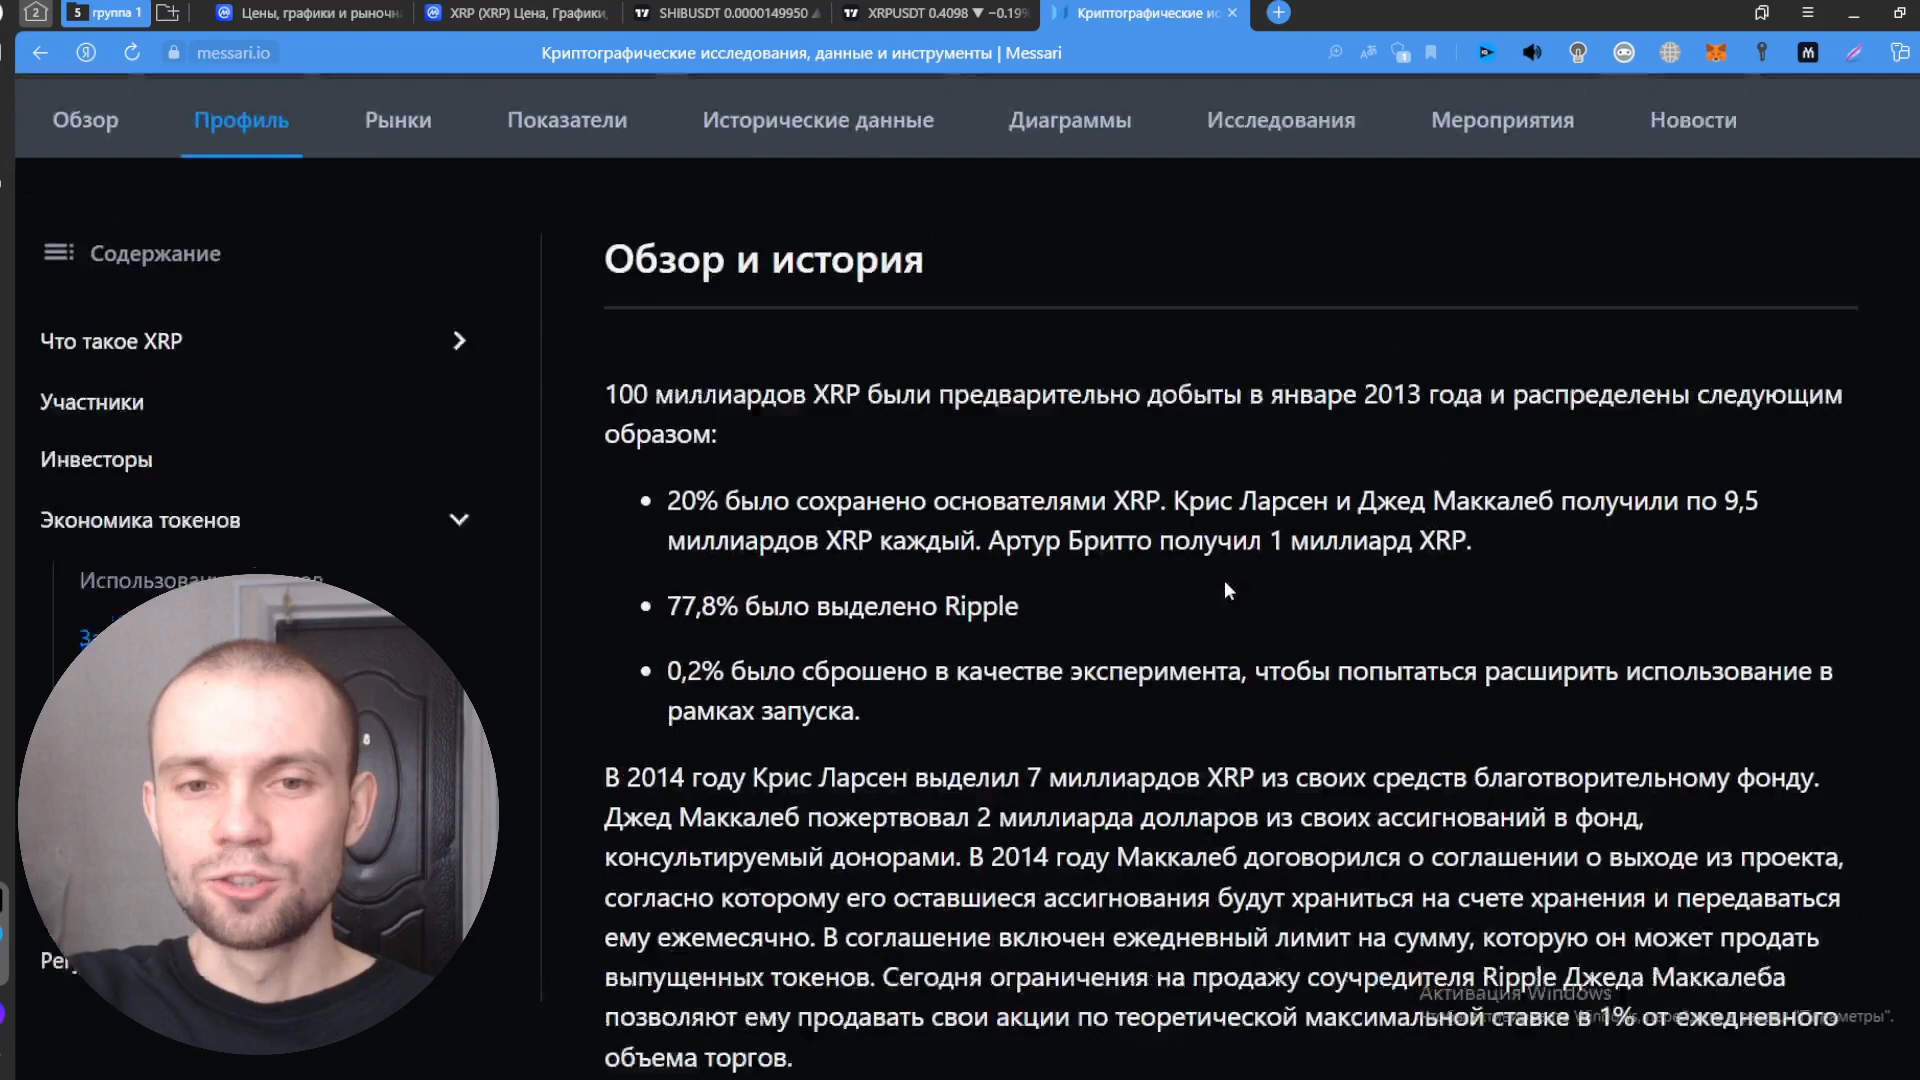 2
5 группа 1
Цены, графики и рыночн
XRP (XRP) Цена, Графики,
SHIBUSDT 0.0000149950
XRPUSDT 0.4098 ▼ −0.19%
Криптографические ис
messari.io
Криптографические исследования, данные и инструменты | Messari
Обзор
Профиль
Рынки
Показатели
Исторические данные
Диаграммы
Исследования
Мероприятия
Новости
Содержание
Что такое XRP
Участники
Инвесторы
Экономика токенов
Обзор и история
100 миллиардов XRP были предварительно добыты в январе 2013 года и распределены следующим
образом:
• 20% было сохранено основателями XRP. Крис Ларсен и Джед Маккалеб получили по 9,5
миллиардов XRP каждый. Артур Бритто получил 1 миллиард XRP.
• 77,8% было выделено Ripple
• 0,2% было сброшено в качестве эксперимента, чтобы попытаться расширить использование в
рамках запуска.
В 2014 году Крис Ларсен выделил 7 миллиардов XRP из своих средств благотворительному фонду.
Джед Маккалеб пожертвовал 2 миллиарда долларов из своих ассигнований в фонд,
консультируемый донорами. В 2014 году Маккалеб договорился о соглашении о выходе из проекта,
согласно которому его оставшиеся ассигнования будут храниться на счете хранения и передаваться
ему ежемесячно. В соглашение включен ежедневный лимит на сумму, которую он может продать
выпущенных токенов. Сегодня ограничения на продажу соучредителя Ripple Джеда Маккалеба
позволяют ему продавать свои акции по теоретической максимальной ставке в 1% от ежедневного
объема торгов.
Активация Windows
8